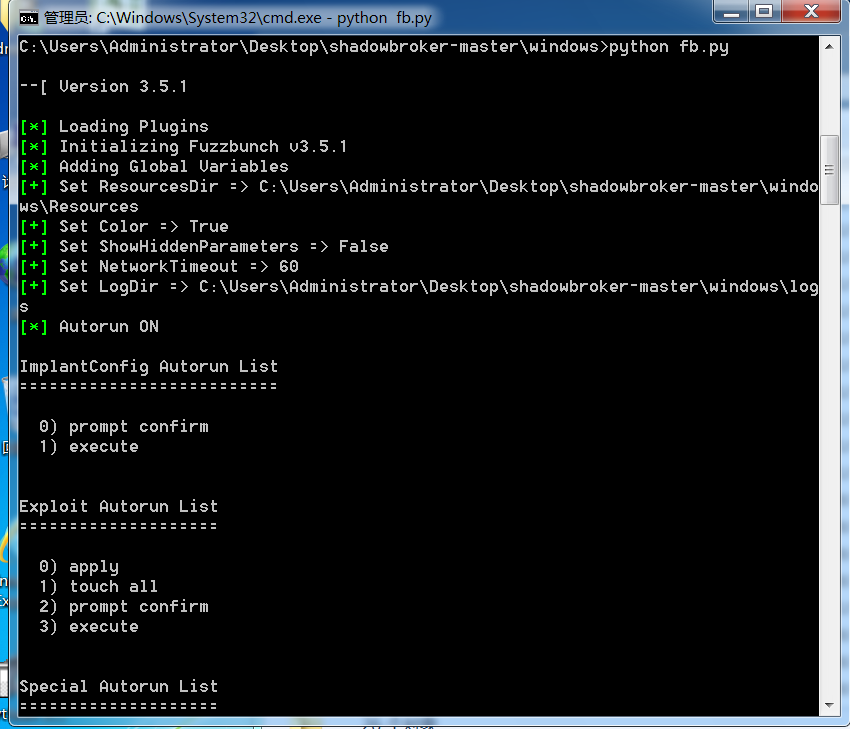 管理员: C:\Windows\System32\cmd.exe - python  fb.py
C:\Users\Administrator\Desktop\shadowbroker-master\windows>python fb.py
--[ Version 3.5.1
[*] Loading Plugins
[*] Initializing Fuzzbunch v3.5.1
[*] Adding Global Variables
[+] Set ResourcesDir => C:\Users\Administrator\Desktop\shadowbroker-master\windo
ws\Resources
[+] Set Color => True
[+] Set ShowHiddenParameters => False
[+] Set NetworkTimeout => 60
[+] Set LogDir => C:\Users\Administrator\Desktop\shadowbroker-master\windows\log
s
[*] Autorun ON
ImplantConfig Autorun List
==========================
0) prompt confirm
1) execute
Exploit Autorun List
====================
0) apply
1) touch all
2) prompt confirm
3) execute
Special Autorun List
====================